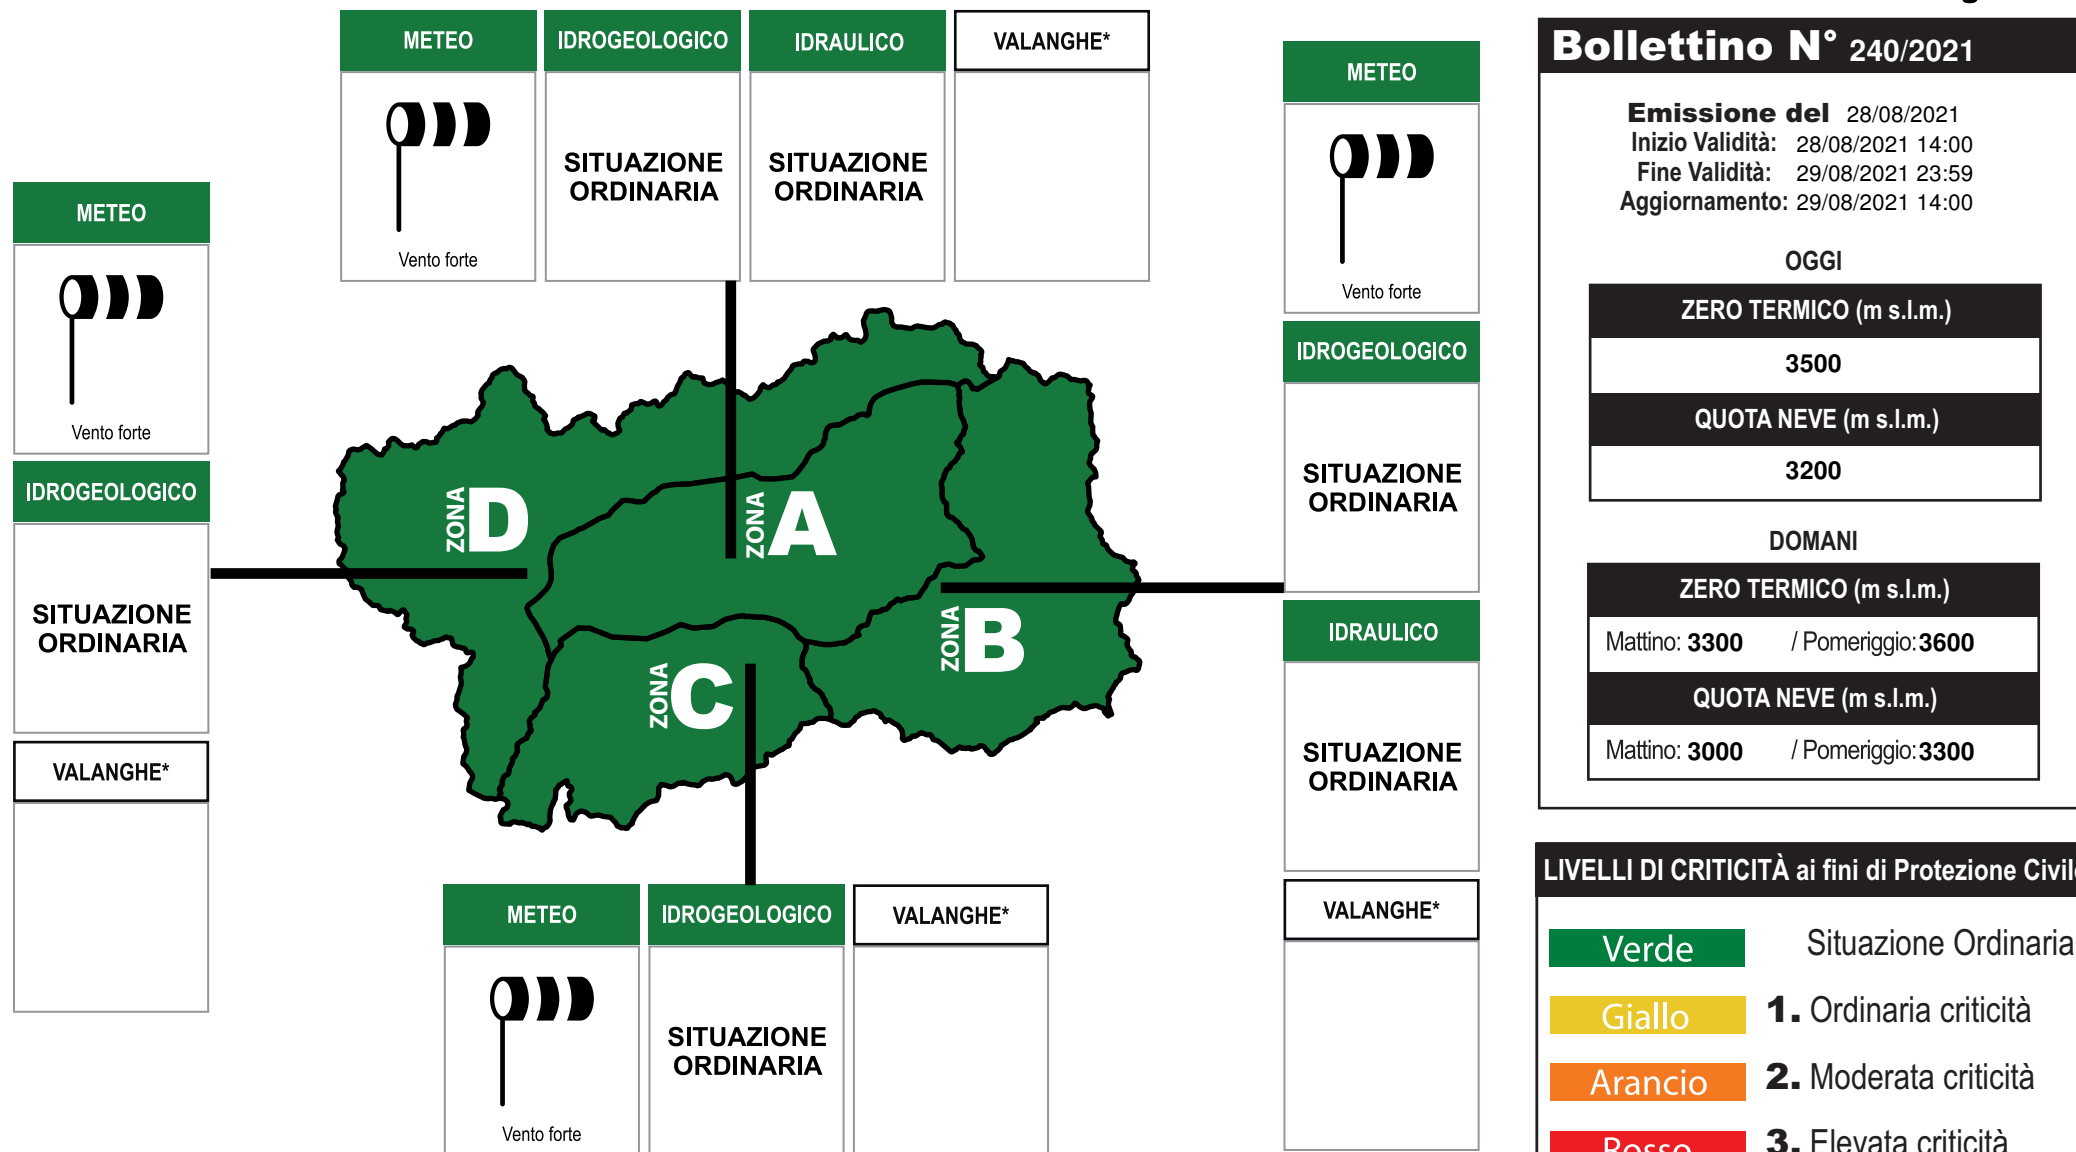 METEO
IDROGEOLOGICO
IDRAULICO
VALANGHE*
Vento forte
SITUAZIONE
ORDINARIA
SITUAZIONE
ORDINARIA
METEO
Vento forte
IDROGEOLOGICO
SITUAZIONE
ORDINARIA
VALANGHE*
METEO
Vento forte
IDROGEOLOGICO
SITUAZIONE
ORDINARIA
IDRAULICO
SITUAZIONE
ORDINARIA
VALANGHE*
ZONA D
ZONA A
ZONA B
ZONA C
METEO
IDROGEOLOGICO
VALANGHE*
Vento forte
SITUAZIONE
ORDINARIA
Bollettino N° 240/2021
Emissione del 28/08/2021
Inizio Validità: 28/08/2021 14:00
Fine Validità: 29/08/2021 23:59
Aggiornamento: 29/08/2021 14:00
OGGI
ZERO TERMICO (m s.l.m.)
3500
QUOTA NEVE (m s.l.m.)
3200
DOMANI
ZERO TERMICO (m s.l.m.)
Mattino: 3300 / Pomeriggio: 3600
QUOTA NEVE (m s.l.m.)
Mattino: 3000 / Pomeriggio: 3300
LIVELLI DI CRITICITÀ ai fini di Protezione Civile
Verde Situazione Ordinaria
Giallo 1. Ordinaria criticità
Arancio 2. Moderata criticità
Rosso 3. Elevata criticità